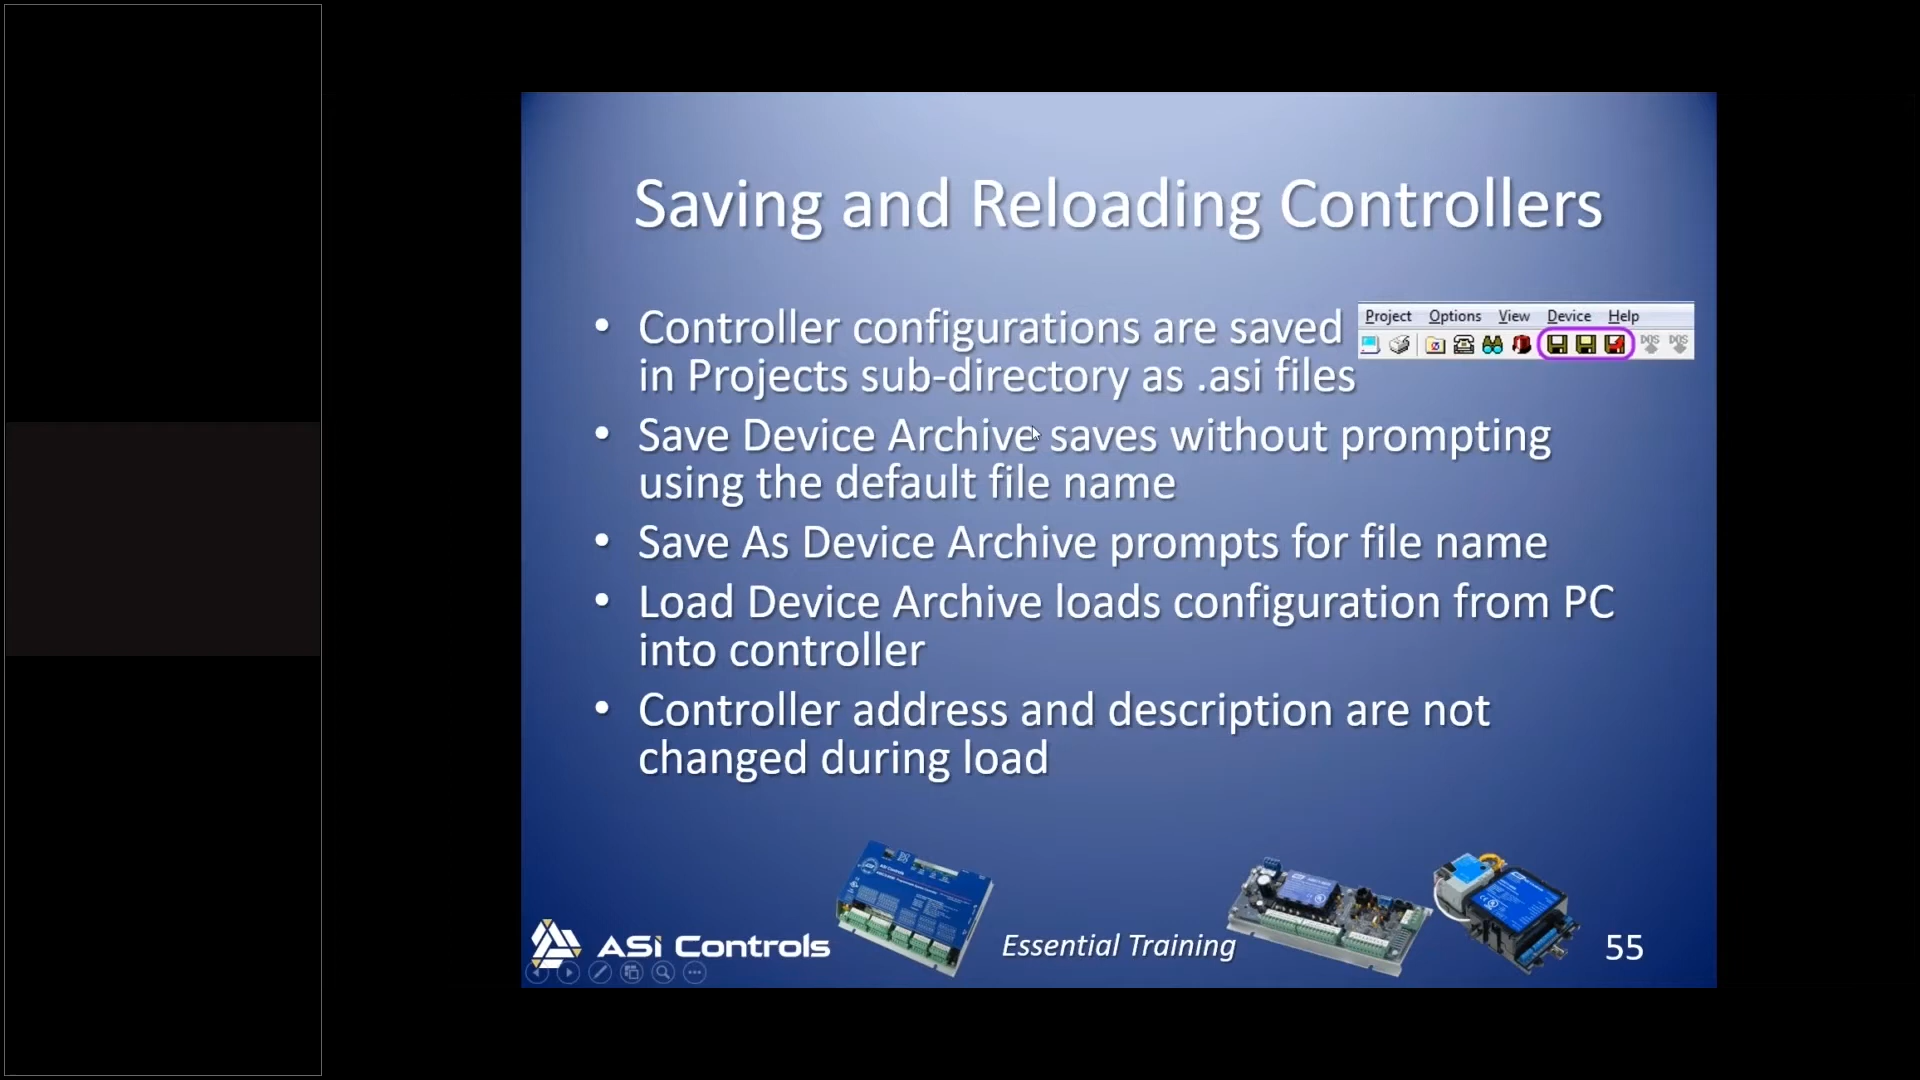 Saving and Reloading Controllers
• Controller configurations are saved
in Projects sub-directory as .asi files
Project Options View Device Help
DOS DOS
• Save Device Archive saves without prompting
using the default file name
• Save As Device Archive prompts for file name
• Load Device Archive loads configuration from PC
into controller
• Controller address and description are not
changed during load
ASi Controls
Essential Training
55